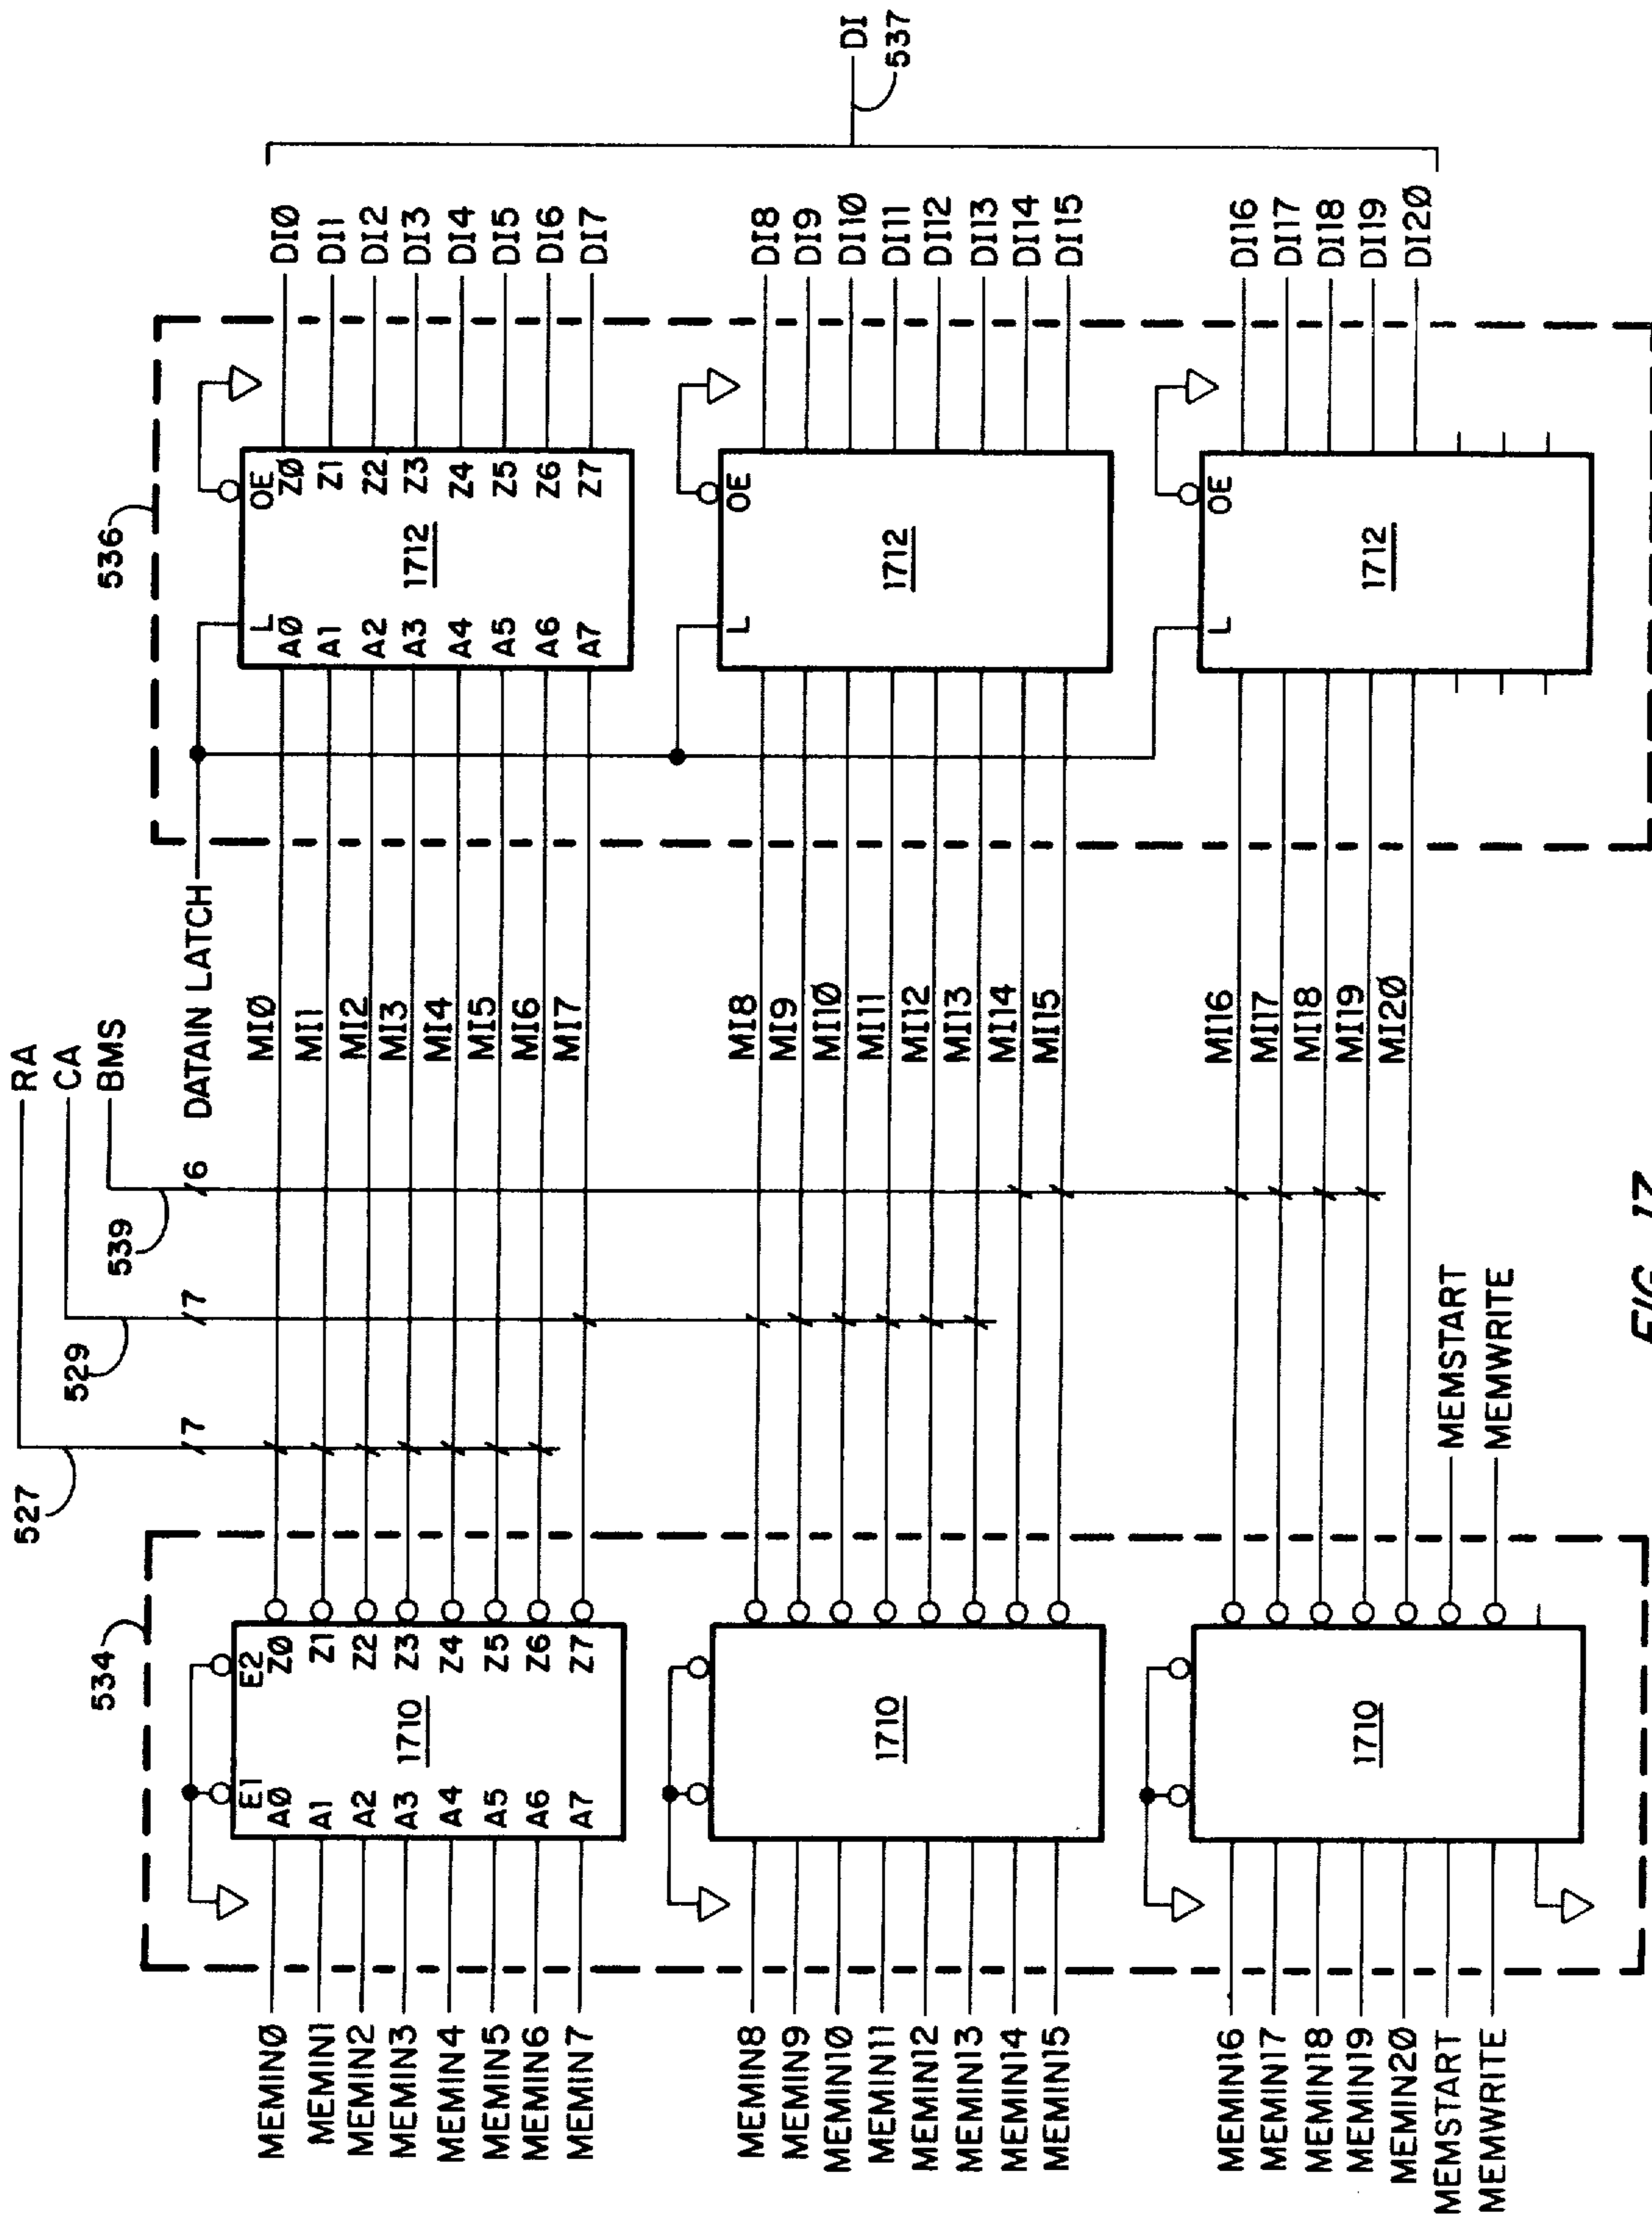 RA
CA
BMS
527
7
529
7
539
6
DATAIN LATCH
534
536
MEMINØ
MEMIN1
MEMIN2
MEMIN3
MEMIN4
MEMIN5
MEMIN6
MEMIN7
E1 E2
AØ ZØ
A1 Z1
A2 Z2
A3 Z3
A4 Z4
A5 Z5
A6 Z6
A7 Z7
1710
MIØ
MI1
MI2
MI3
MI4
MI5
MI6
MI7
L OE
AØ ZØ
A1 Z1
A2 Z2
A3 Z3
A4 Z4
A5 Z5
A6 Z6
A7 Z7
1712
DIØ
DI1
DI2
DI3
DI4
DI5
DI6
DI7
MEMIN8
MEMIN9
MEMIN1Ø
MEMIN11
MEMIN12
MEMIN13
MEMIN14
MEMIN15
1710
MI8
MI9
MI1Ø
MI11
MI12
MI13
MI14
MI15
L OE
1712
DI8
DI9
DI1Ø
DI11
DI12
DI13
DI14
DI15
DI
537
MEMIN16
MEMIN17
MEMIN18
MEMIN19
MEMIN2Ø
MEMSTART
MEMWRITE
1710
MI16
MI17
MI18
MI19
MI2Ø
MEMSTART
MEMWRITE
L OE
1712
DI16
DI17
DI18
DI19
DI2Ø
FIG. 17